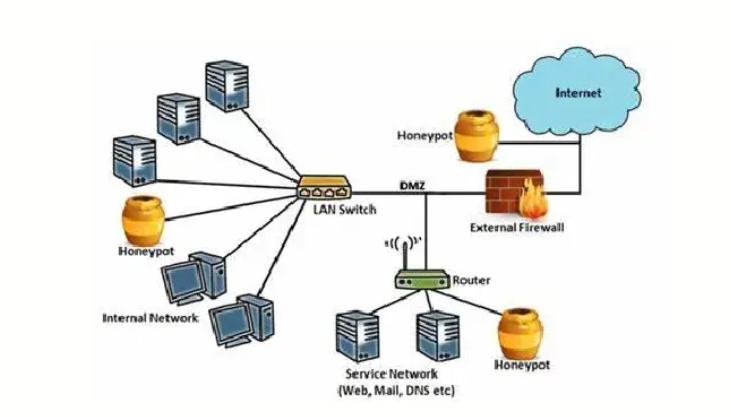 Internet
Honeypot
DMZ
LAN Switch
External Firewall
Honeypot
Router
Internal Network
Honeypot
Service Network
(Web, Mail, DNS etc)